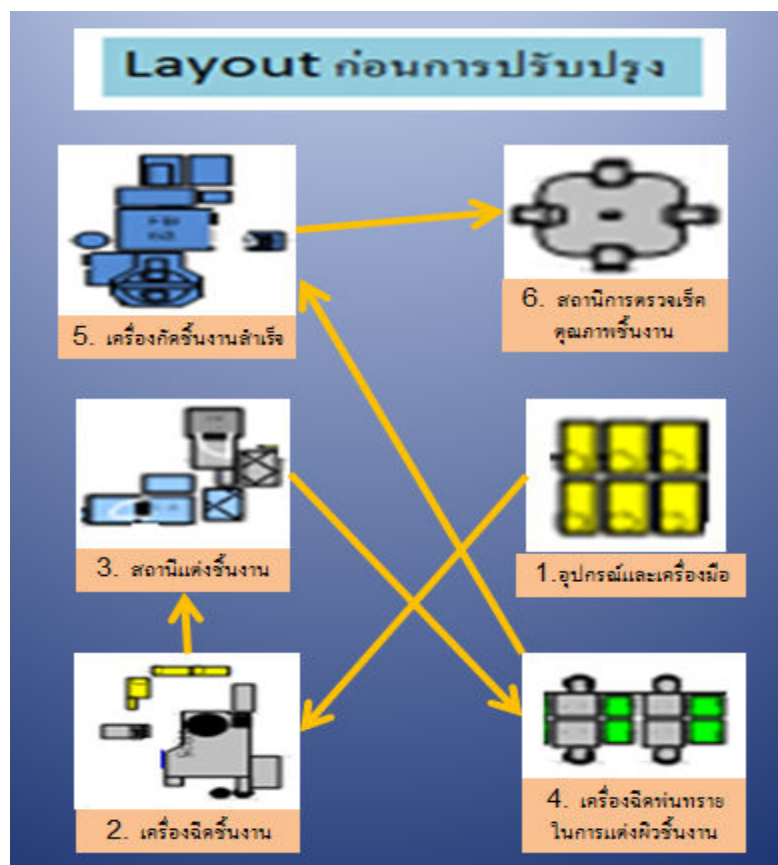 Layout ก่อนการปรับปรุง
5. เครื่องกัดชิ้นงานสำเร็จ
6. สถานีการตรวจเช็ค
คุณภาพชิ้นงาน
3. สถานีแต่งชิ้นงาน
1.อุปกรณ์และเครื่องมือ
2. เครื่องฉีดชิ้นงาน
4. เครื่องฉีดพ่นทราย
ในการแต่งผิวชิ้นงาน